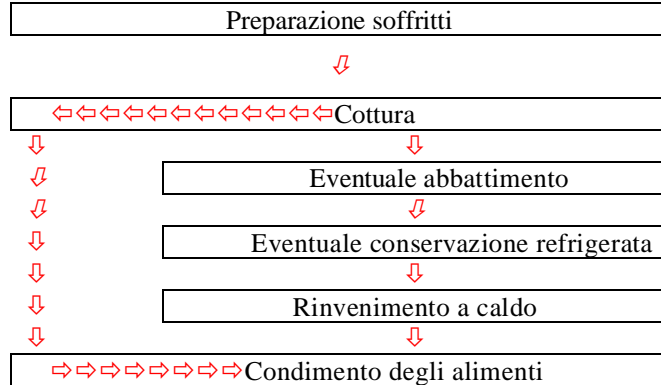 Preparazione soffritti
Cottura
Eventuale abbattimento
Eventuale conservazione refrigerata
Rinvenimento a caldo
Condimento degli alimenti